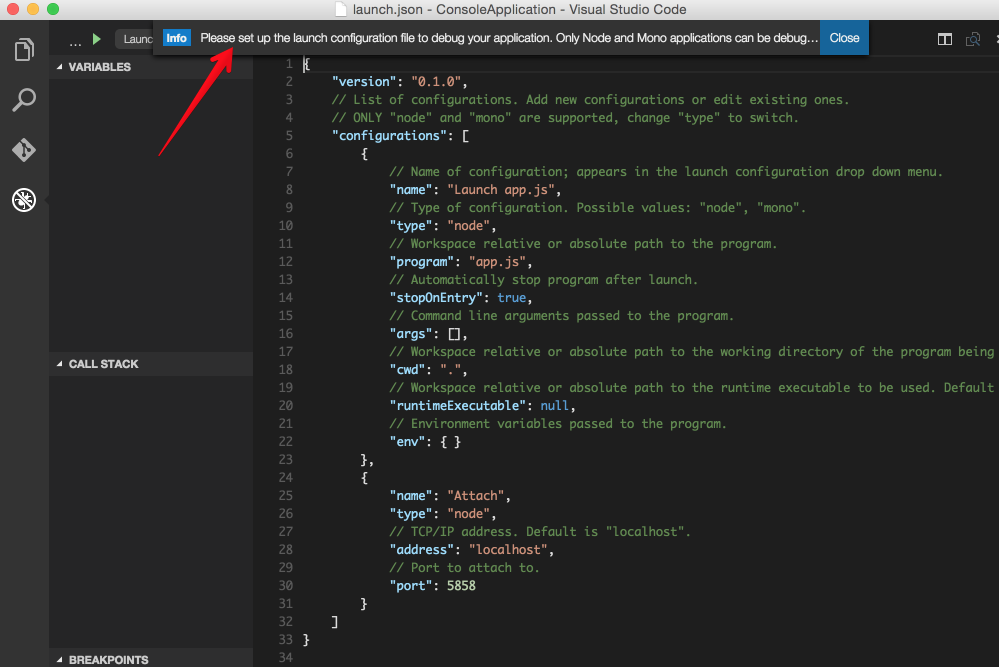 launch.json - ConsoleApplication - Visual Studio Code
... Launc
Info Please set up the launch configuration file to debug your application. Only Node and Mono applications can be debug... Close
VARIABLES
CALL STACK
BREAKPOINTS
1 {
2 "version": "0.1.0",
3 // List of configurations. Add new configurations or edit existing ones.
4 // ONLY "node" and "mono" are supported, change "type" to switch.
5 "configurations": [
6 {
7 // Name of configuration; appears in the launch configuration drop down menu.
8 "name": "Launch app.js",
9 // Type of configuration. Possible values: "node", "mono".
10 "type": "node",
11 // Workspace relative or absolute path to the program.
12 "program": "app.js",
13 // Automatically stop program after launch.
14 "stopOnEntry": true,
15 // Command line arguments passed to the program.
16 "args": [],
17 // Workspace relative or absolute path to the working directory of the program being
18 "cwd": ".",
19 // Workspace relative or absolute path to the runtime executable to be used. Default
20 "runtimeExecutable": null,
21 // Environment variables passed to the program.
22 "env": { }
23 },
24 {
25 "name": "Attach",
26 "type": "node",
27 // TCP/IP address. Default is "localhost".
28 "address": "localhost",
29 // Port to attach to.
30 "port": 5858
31 }
32 ]
33 }
34